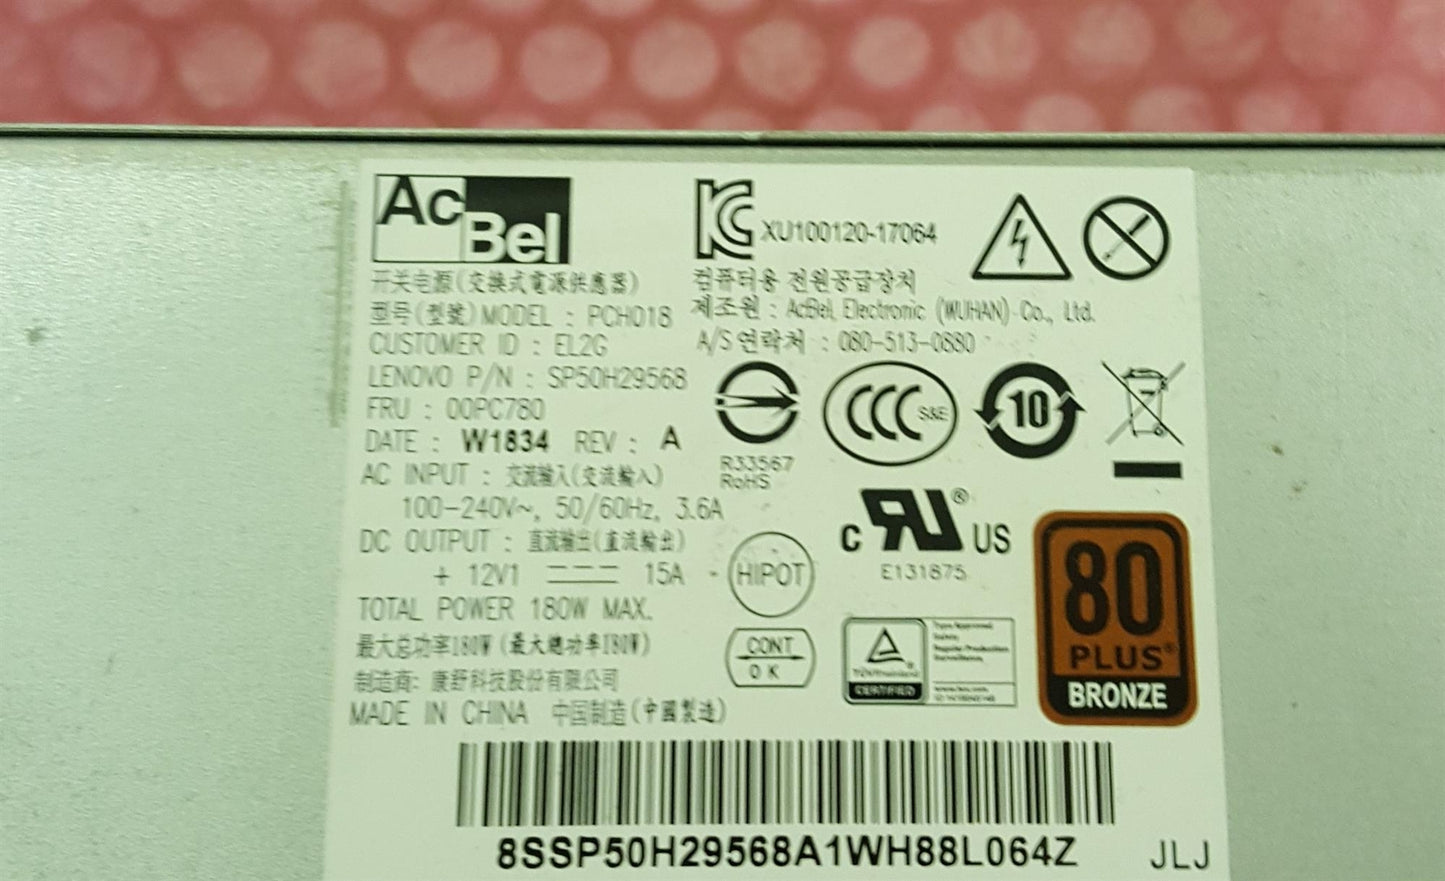 AcBel
开关电源(交换式電源供應器)
型号(型號)MODEL : PCH018
CUSTOMER ID : EL2G
LENOVO P/N : SP50H29568
FRU : 00PC780
DATE : W1834 REV : A
AC INPUT : 交流输入(交流輸入)
100-240V~, 50/60Hz, 3.6A
DC OUTPUT : 直流输出(直流輸出)
+ 12V1 15A
TOTAL POWER 180W MAX.
最大总功率180W (最大總功率180W)
制造商: 康舒科技股份有限公司
MADE IN CHINA 中国制造(中國製造)
XU100120-17064
컴퓨터용 전원공급장치
제조원 : AcBel Electronic (WUHAN) Co., Ltd.
A/S 연락처 : 080-513-0880
R33567
RoHS
CCC S&E
10
c RU ® US
E131875
HIPOT
CONT
OK
TÜVRheinland
CERTIFIED
80
PLUS®
BRONZE
8SSP50H29568A1WH88L064Z
JLJ